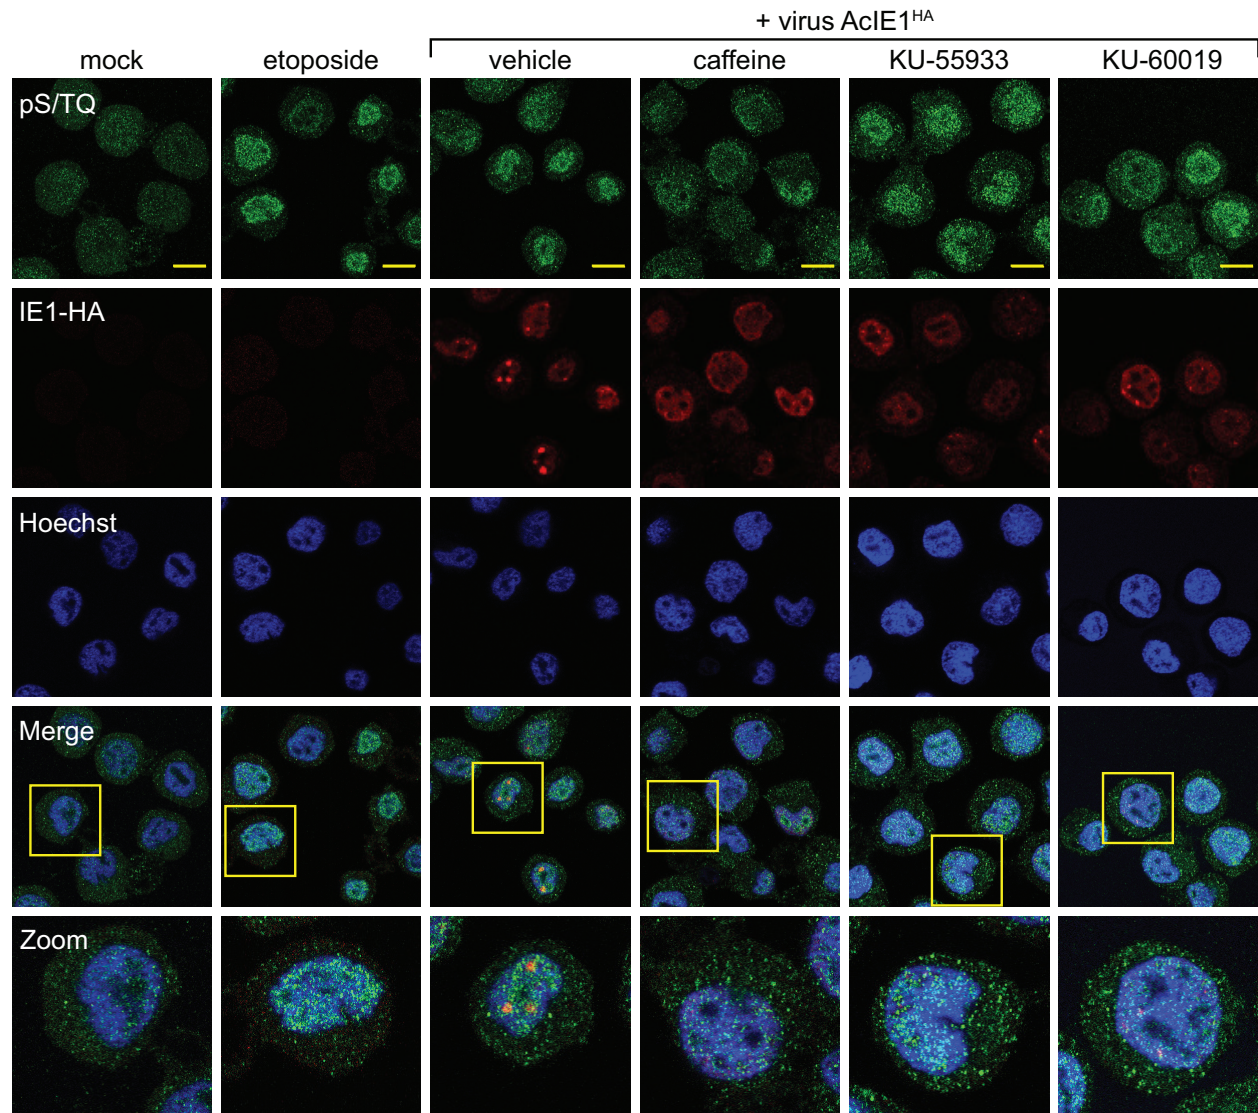 + virus AcIE1HA
mock etoposide vehicle caffeine KU-55933 KU-60019
pS/TQ
IE1-HA
Hoechst
Merge
Zoom